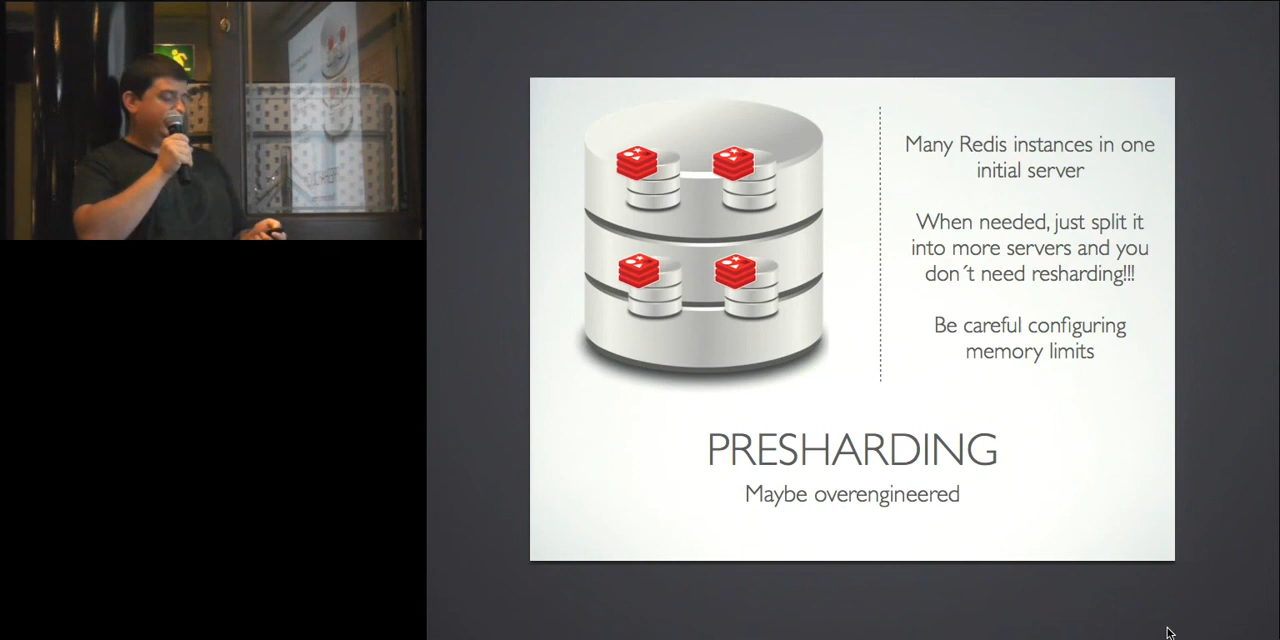 Many Redis instances in one
initial server
When needed, just split it
into more servers and you
don´t need resharding!!!
Be careful configuring
memory limits
PRESHARDING
Maybe overengineered